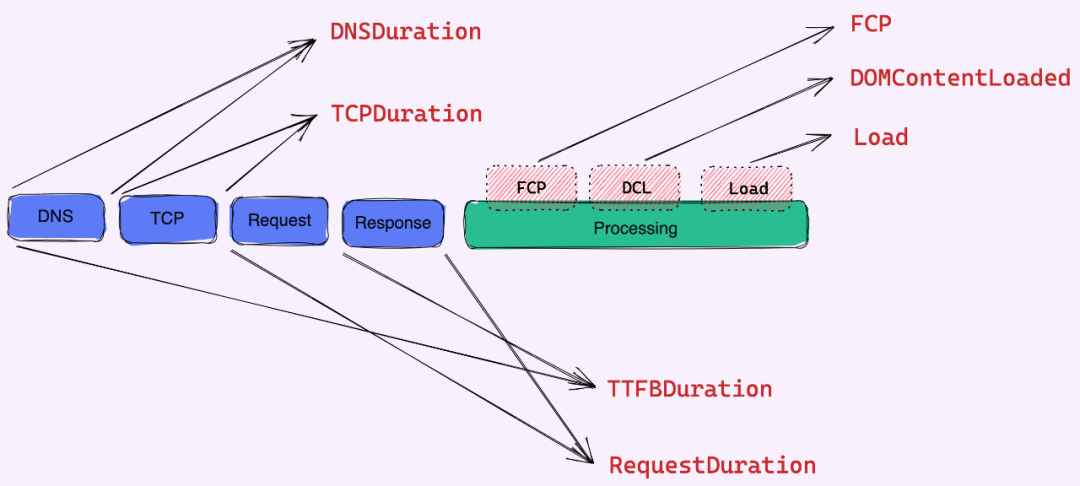 DNSDuration
FCP
DOMContentLoaded
TCPDuration
Load
FCP
DCL
Load
DNS
TCP
Request
Response
Processing
TTFBDuration
RequestDuration